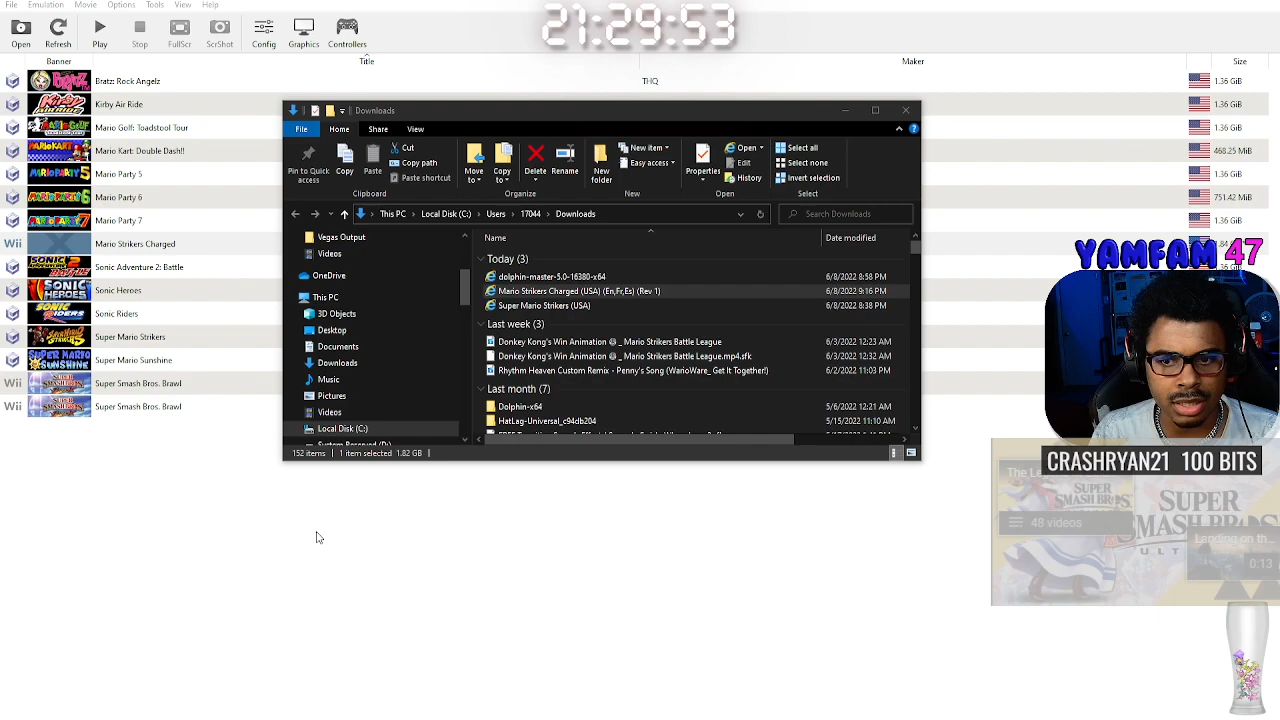 File Emulation Movie Options Tools View Help
21:29:53
Open Refresh Play Stop FullScr ScrShot Config Graphics Controllers
Banner Title Maker Size
Bratz: Rock Angelz THQ 1.36 GiB
Kirby Air Ride 1.36 GiB
Mario Golf: Toadstool Tour 1.36 GiB
Mario Kart: Double Dash!! 468.25 MiB
Mario Party 5 1.36 GiB
Mario Party 6 751.42 MiB
Mario Party 7 1.36 GiB
Wii Mario Strikers Charged
Sonic Adventure 2: Battle
Sonic Heroes
Sonic Riders
Super Mario Strikers
Super Mario Sunshine
Wii Super Smash Bros. Brawl
Wii Super Smash Bros. Brawl
Downloads
File Home Share View
Pin to Quick access
Copy
Paste
Cut
Copy path
Paste shortcut
Clipboard
Move to
Copy to
Delete
Rename
Organize
New folder
New item
Easy access
New
Properties
Open
Edit
History
Open
Select all
Select none
Invert selection
Select
This PC Local Disk (C:) Users 17044 Downloads
Search Downloads
Vegas Output
Videos
OneDrive
This PC
3D Objects
Desktop
Documents
Downloads
Music
Pictures
Videos
Local Disk (C:)
System Reserved (D:)
Name Date modified
Today (3)
dolphin-master-5.0-16380-x64 6/8/2022 8:58 PM
Mario Strikers Charged (USA) (En,Fr,Es) (Rev 1) 6/8/2022 9:16 PM
Super Mario Strikers (USA) 6/8/2022 8:38 PM
Last week (3)
Donkey Kong's Win Animation @ _ Mario Strikers Battle League 6/3/2022 12:23 AM
Donkey Kong's Win Animation @ _ Mario Strikers Battle League.mp4.sfk 6/3/2022 12:32 AM
Rhythm Heaven Custom Remix - Penny's Song (WarioWare_ Get It Together!) 6/2/2022 11:03 PM
Last month (7)
Dolphin-x64 5/6/2022 12:21 AM
HatLag-Universal_c94db204 5/15/2022 11:10 AM
152 items 1 item selected 1.82 GB
YAMFAM 47
CRASHRYAN21 100 BITS
The Le
SUPER
SMASH BROS
48 videos
SUPER
SMASH BROS
ULT
Landing on th...
0:13